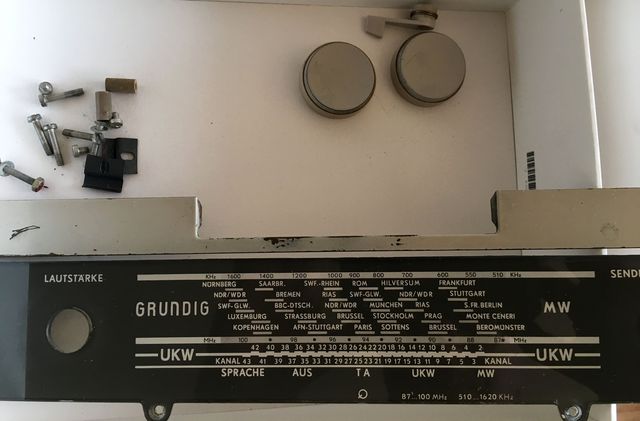 LAUTSTÄRKE
KHz 1600 1400 1200 1000 900 800 700 600 550 510 KHz
SENDE
NÜRNBERG SAARBR. SWF.-RHEIN ROM HILVERSUM FRANKFURT
NDR/WDR BREMEN RIAS SWF-GLW. NDR/WDR STUTTGART
GRUNDIG
SWF-GLW. BBC-DTSCH. NDR/WDR MÜNCHEN RIAS S.FR.BERLIN
MW
LUXEMBURG STRASSBURG BRÜSSEL STOCKHOLM PRAG MONTE CENERI
KOPENHAGEN AFN-STUTTGART PARIS SOTTENS BRÜSSEL BEROMÜNSTER
MHz 100 98 96 94 92 90 88 87 MHz
UKW
42 40 38 36 34 32 30 28 26 24 22 20 18 16 14 12 10 8 6 4 2
UKW
KANAL 43 41 39 37 35 33 31 29 27 25 23 21 19 17 15 13 11 9 7 5 3 KANAL
SPRACHE AUS TA UKW MW
87..100 MHz 510...1620 KHz